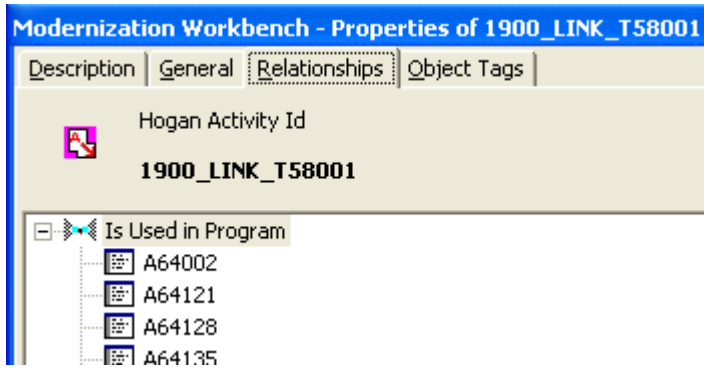 Modernization Workbench - Properties of 1900_LINK_T58001
Description General Relationships Object Tags
Hogan Activity Id
1900_LINK_T58001
Is Used in Program
A64002
A64121
A64128
A64135